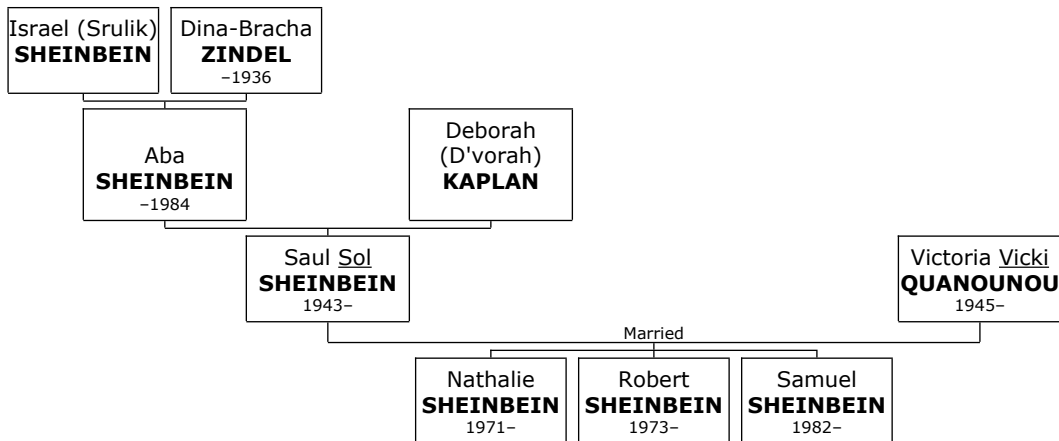 Israel (Srulik)
SHEINBEIN
Dina-Bracha
ZINDEL
–1936
Aba
SHEINBEIN
–1984
Deborah
(D'vorah)
KAPLAN
Saul Sol
SHEINBEIN
1943–
Victoria Vicki
QUANOUNOU
1945–
Married
Nathalie
SHEINBEIN
1971–
Robert
SHEINBEIN
1973–
Samuel
SHEINBEIN
1982–